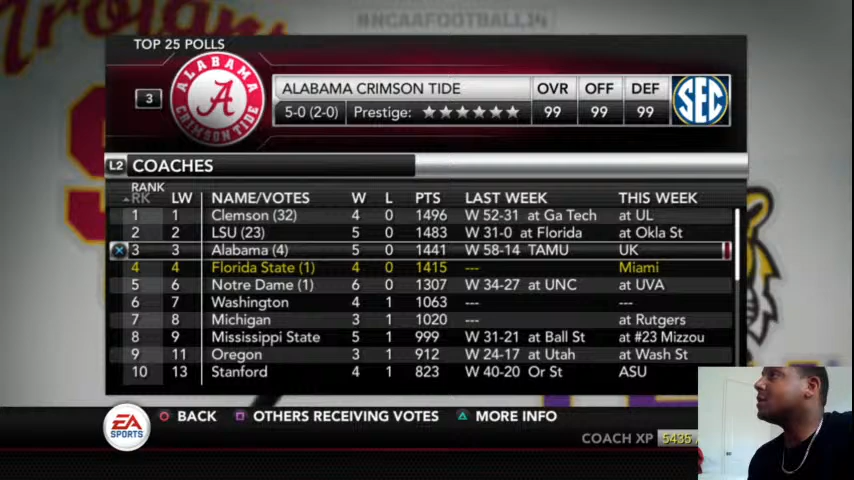 #NCAAFOOTBALL14
Trojans
TOP 25 POLLS
ALABAMA
A
CRIMSON TIDE
3
ALABAMA CRIMSON TIDE OVR OFF DEF
5-0 (2-0) Prestige: 99 99 99
SEC
L2 COACHES
RANK
RK LW NAME/VOTES W L PTS LAST WEEK THIS WEEK
1 1 Clemson (32) 4 0 1496 W 52-31 at Ga Tech at UL
2 2 LSU (23) 5 0 1483 W 31-0 at Florida at Okla St
3 3 Alabama (4) 5 0 1441 W 58-14 TAMU UK
4 4 Florida State (1) 4 0 1415 --- Miami
5 6 Notre Dame (1) 6 0 1307 W 34-27 at UNC at UVA
6 7 Washington 4 1 1063 --- ---
7 8 Michigan 3 1 1020 --- at Rutgers
8 9 Mississippi State 5 1 999 W 31-21 at Ball St at #23 Mizzou
9 11 Oregon 3 1 912 W 24-17 at Utah at Wash St
10 13 Stanford 4 1 823 W 40-20 Or St ASU
EA
SPORTS
BACK OTHERS RECEIVING VOTES MORE INFO
COACH XP 5435